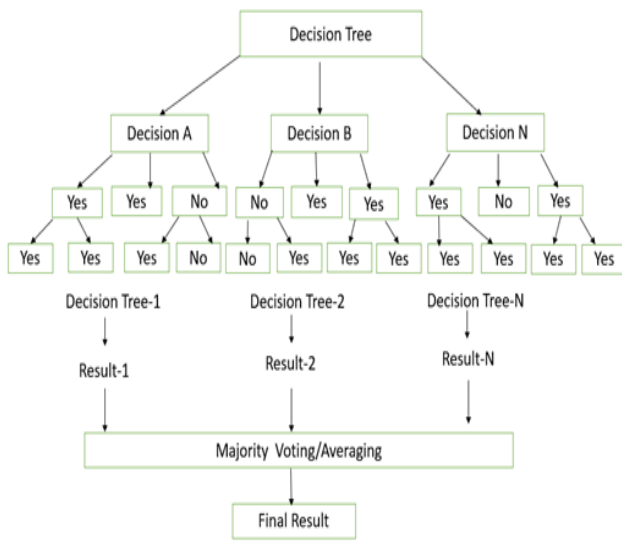 Decision Tree
Decision A
Decision B
Decision N
Yes
Yes
No
No
Yes
Yes
Yes
No
Yes
Yes
Yes
Yes
No
No
Yes
Yes
Yes
Yes
Yes
Yes
Yes
Decision Tree-1
Decision Tree-2
Decision Tree-N
Result-1
Result-2
Result-N
Majority Voting/Averaging
Final Result